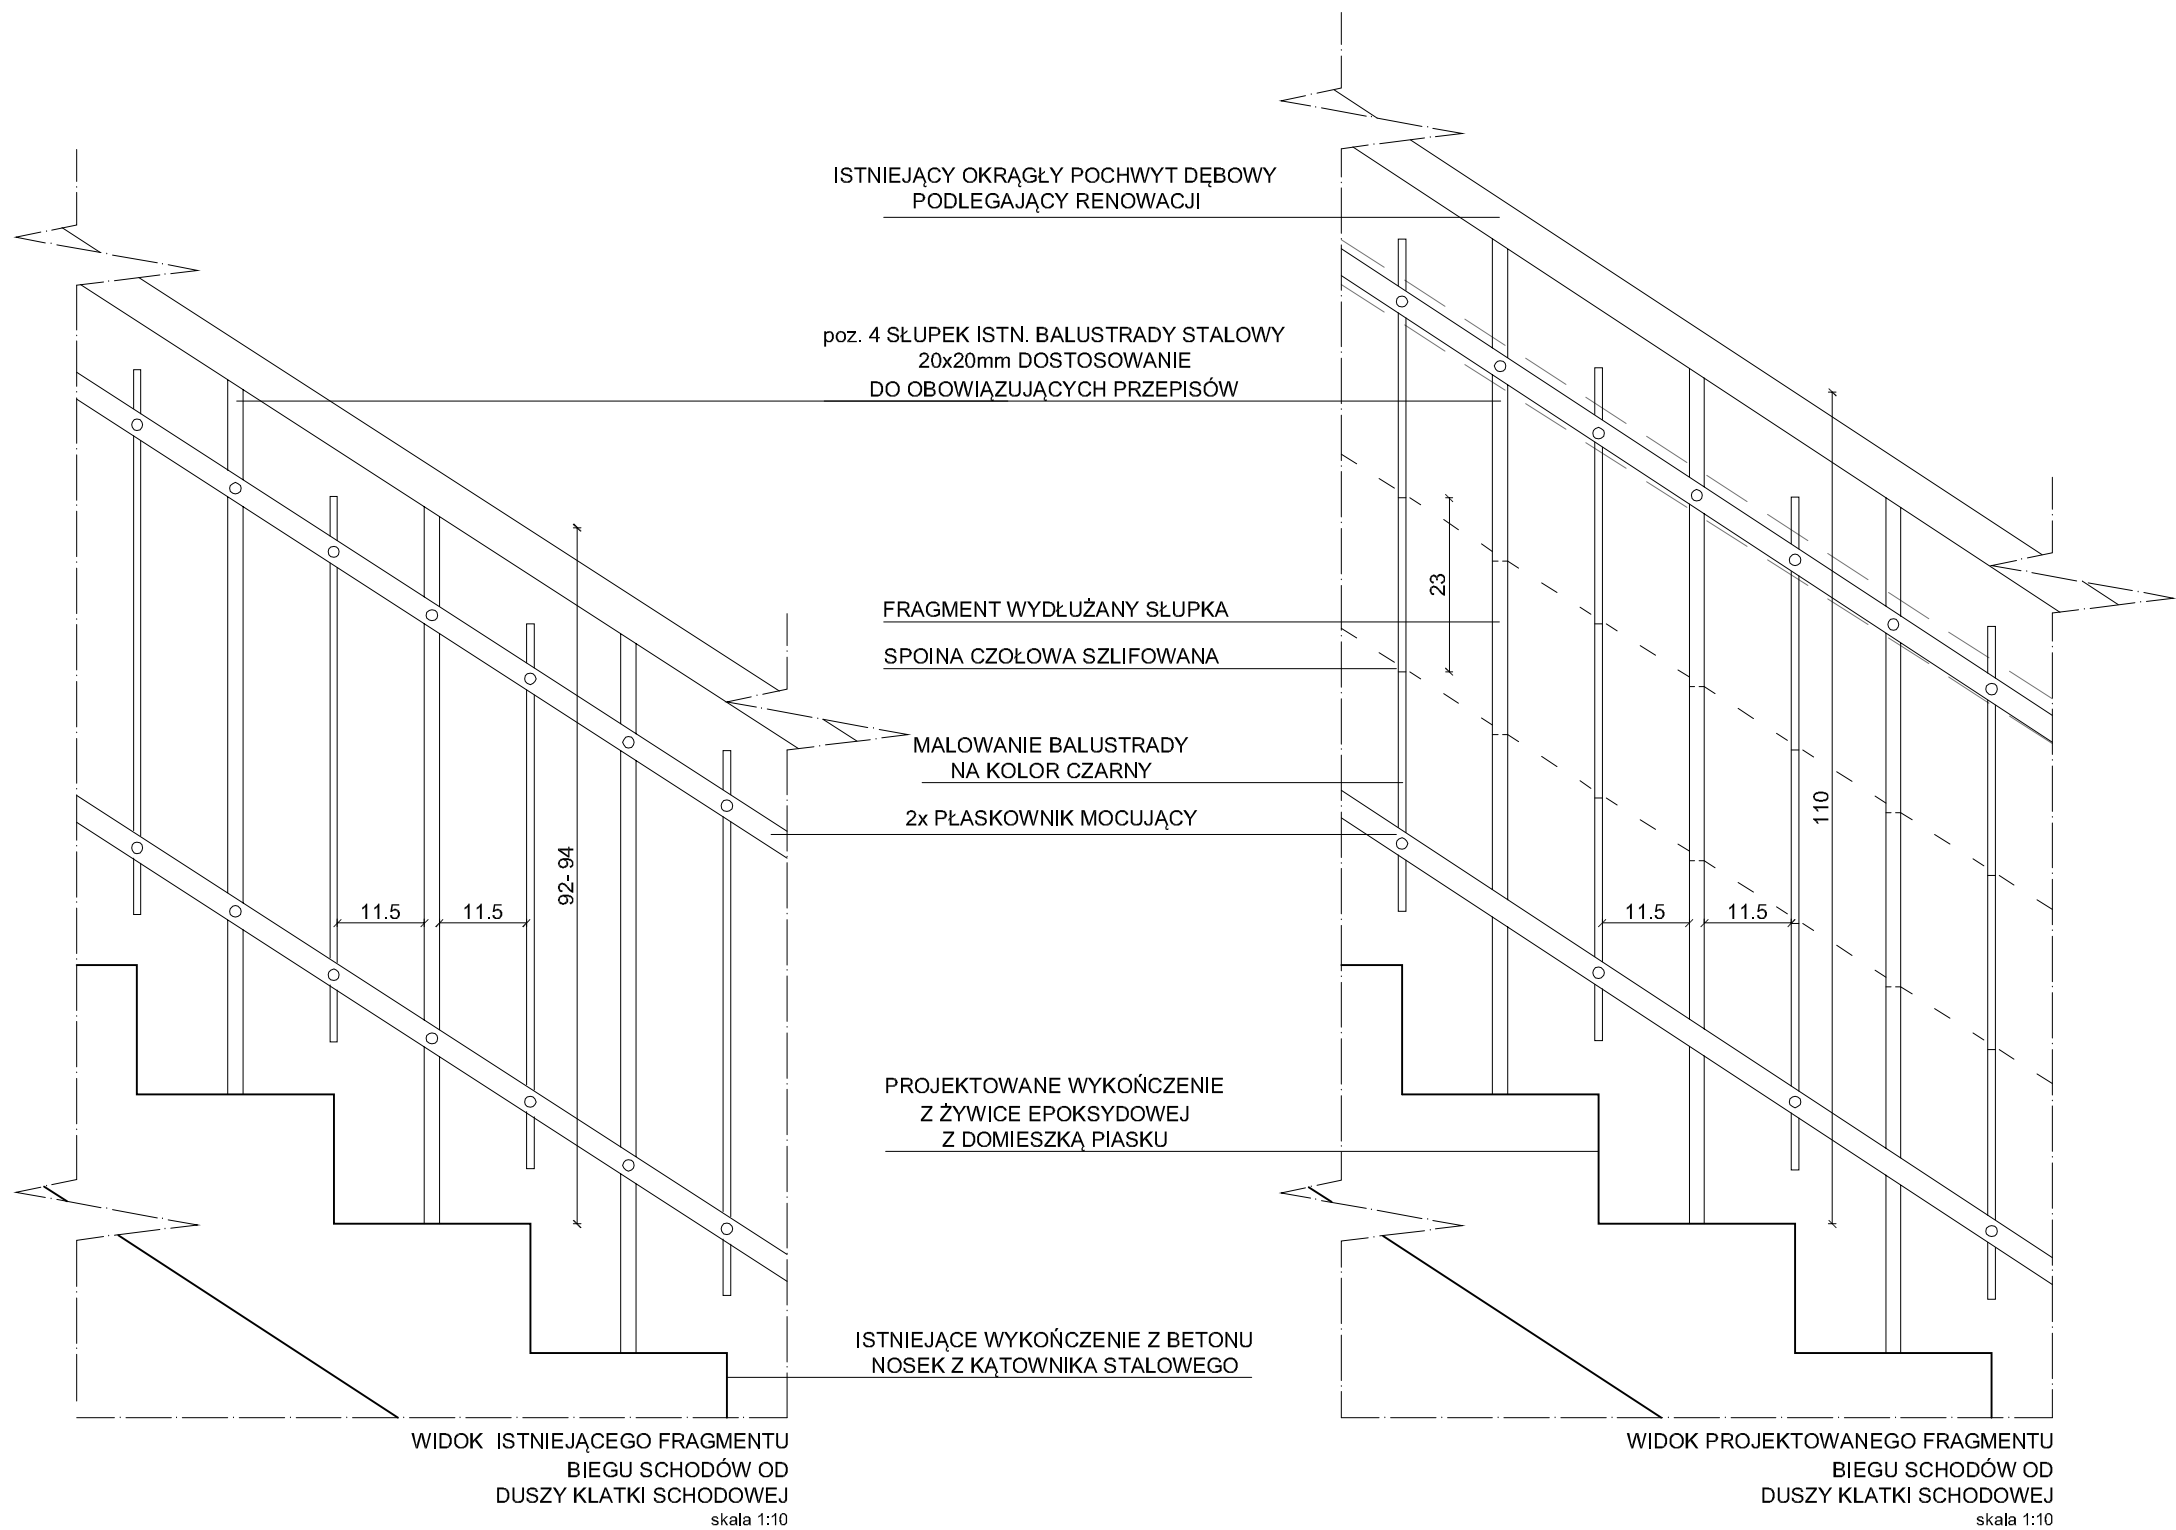 ISTNIEJĄCY OKRĄGŁY POCHWYT DĘBOWY
PODLEGAJĄCY RENOWACJI
poz. 4 SŁUPEK ISTN. BALUSTRADY STALOWY
20x20mm DOSTOSOWANIE
DO OBOWIĄZUJĄCYCH PRZEPISÓW
23
FRAGMENT WYDŁUŻANY SŁUPKA
SPOINA CZOŁOWA SZLIFOWANA
MALOWANIE BALUSTRADY
NA KOLOR CZARNY
2x PŁASKOWNIK MOCUJĄCY
110
92- 94
11.5
11.5
11.5
11.5
PROJEKTOWANE WYKOŃCZENIE
Z ŻYWICE EPOKSYDOWEJ
Z DOMIESZKĄ PIASKU
ISTNIEJĄCE WYKOŃCZENIE Z BETONU
NOSEK Z KĄTOWNIKA STALOWEGO
WIDOK ISTNIEJĄCEGO FRAGMENTU
BIEGU SCHODÓW OD
DUSZY KLATKI SCHODOWEJ
skala 1:10
WIDOK PROJEKTOWANEGO FRAGMENTU
BIEGU SCHODÓW OD
DUSZY KLATKI SCHODOWEJ
skala 1:10